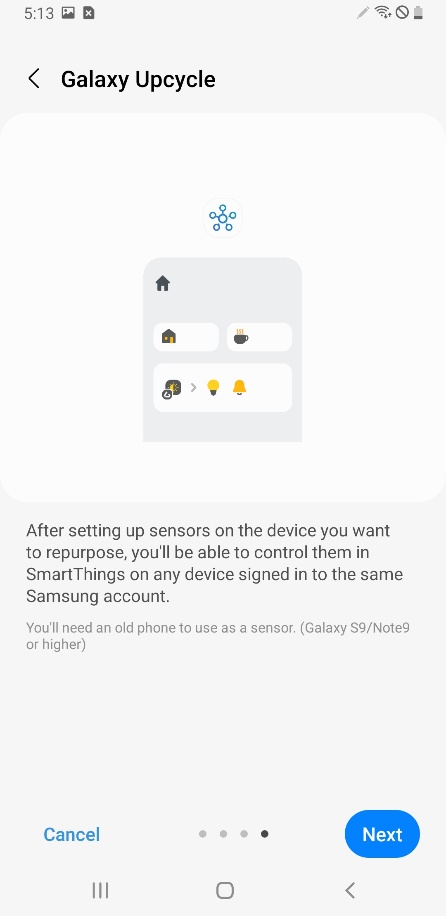 5:13
Galaxy Upcycle
After setting up sensors on the device you want
to repurpose, you'll be able to control them in
SmartThings on any device signed in to the same
Samsung account.
You'll need an old phone to use as a sensor. (Galaxy S9/Note9
or higher)
Cancel
Next